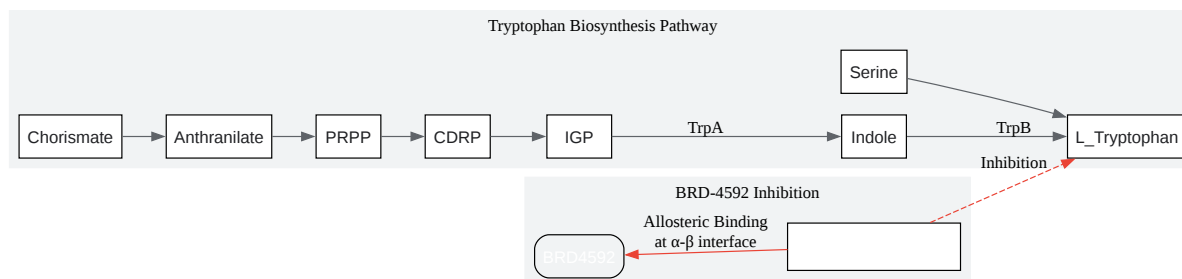 Tryptophan Biosynthesis Pathway
Serine
Chorismate
Anthranilate
PRPP
CDRP
IGP
TrpA
Indole
TrpB
L_Tryptophan
Inhibition
BRD-4592 Inhibition
Allosteric Binding
at α-β interface
BRD4592